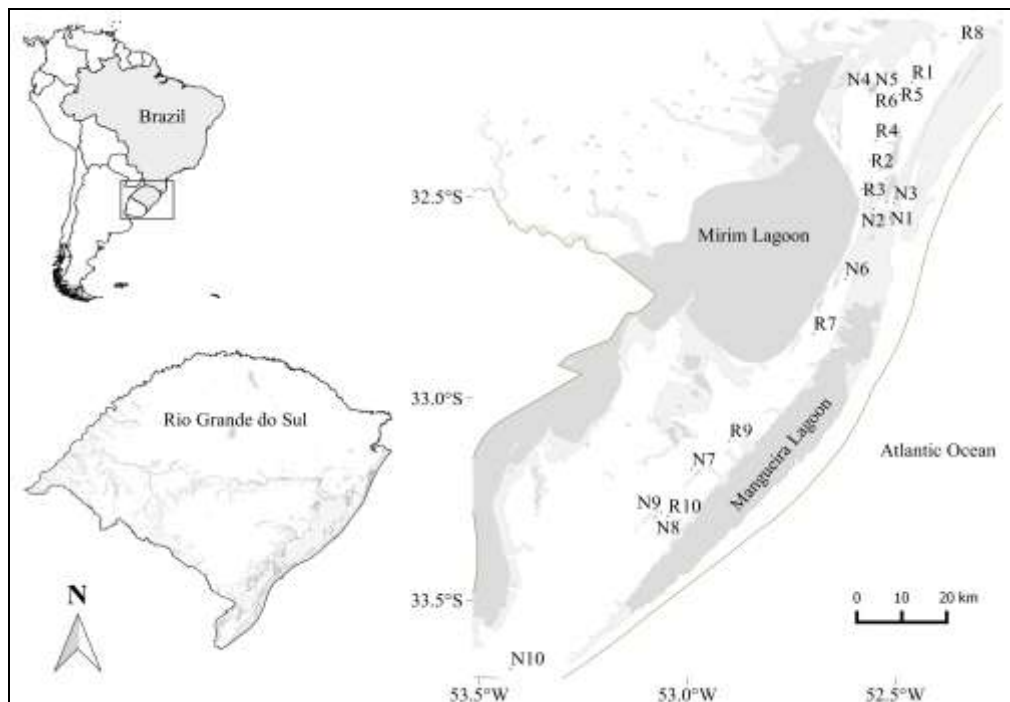 Brazil
Rio Grande do Sul
N
R8
R1
N4 N5
R5
R6
R4
R2
32.5°S
R3
N3
N2
N1
Mirim Lagoon
N6
R7
33.0°S
R9
Mangueira Lagoon
Atlantic Ocean
N7
N9 R10
N8
33.5°S
0 10 20 km
N10
53.5°W
53.0°W
52.5°W